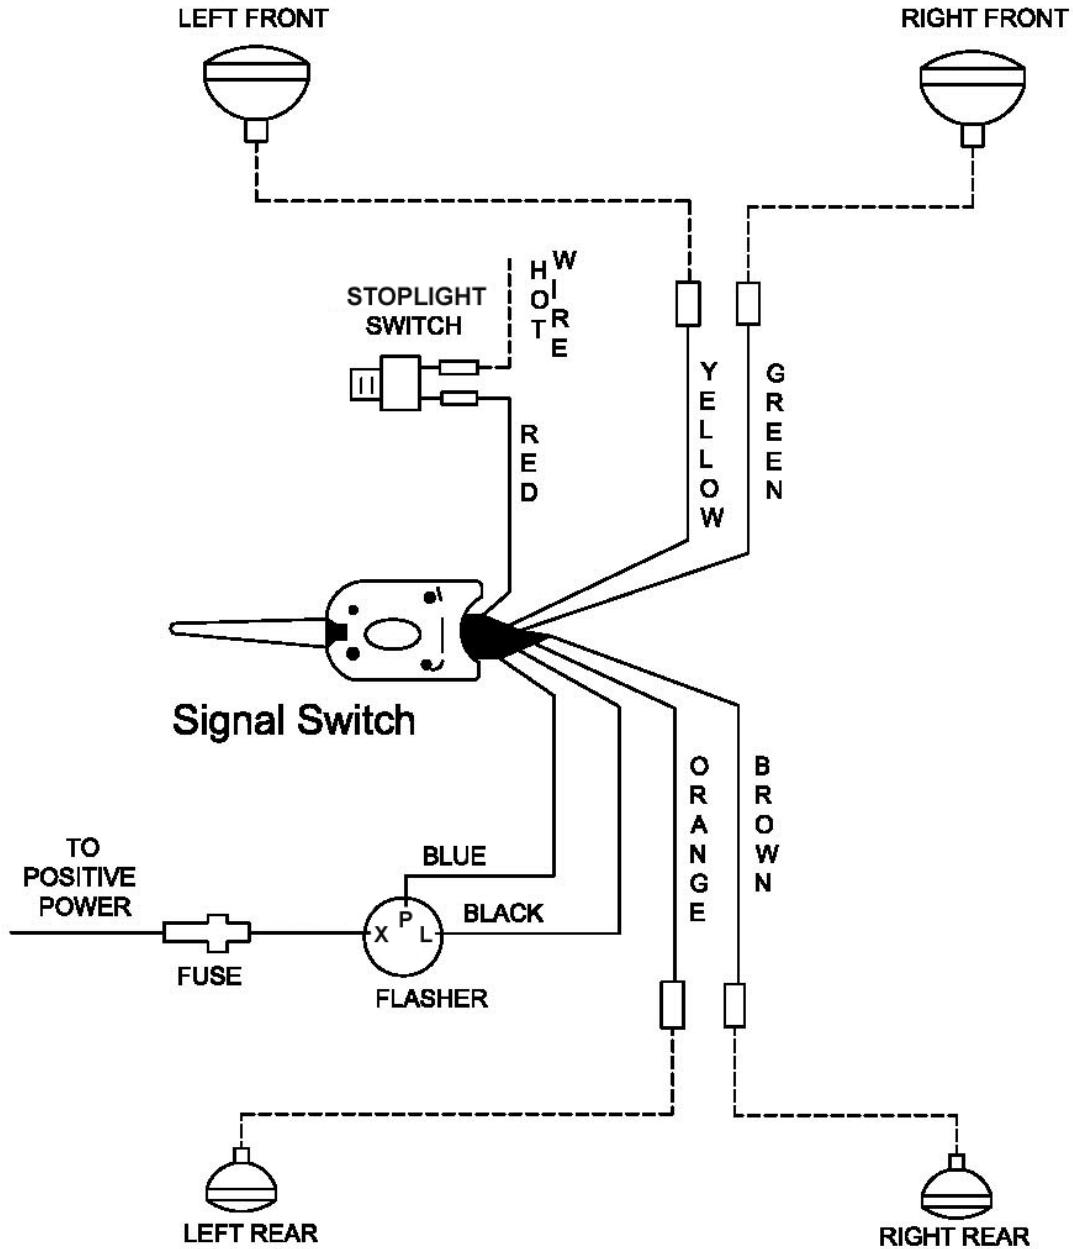 LEFT FRONT
RIGHT FRONT
HOT
WIRE
STOPLIGHT
SWITCH
YELLOW
GREEN
RED
Signal Switch
ORANGE
BROWN
TO
POSITIVE
POWER
BLUE
BLACK
X
P
L
FUSE
FLASHER
LEFT REAR
RIGHT REAR